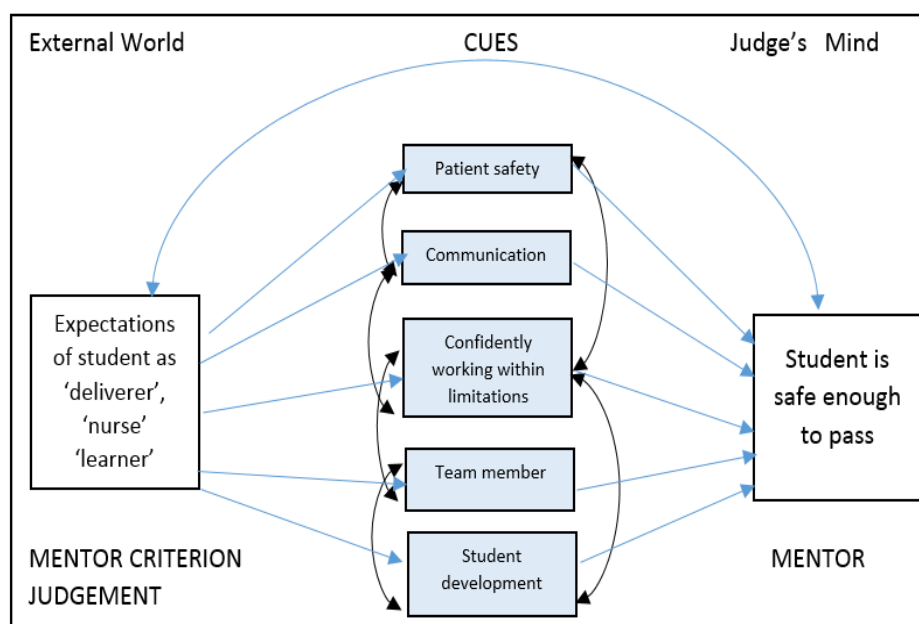 External World
CUES
Judge's Mind
Patient safety
Communication
Expectations
of student as
‘deliverer’,
‘nurse’
‘learner’
Confidently
working within
limitations
Student is
safe enough
to pass
Team member
Student
development
MENTOR CRITERION
JUDGEMENT
MENTOR